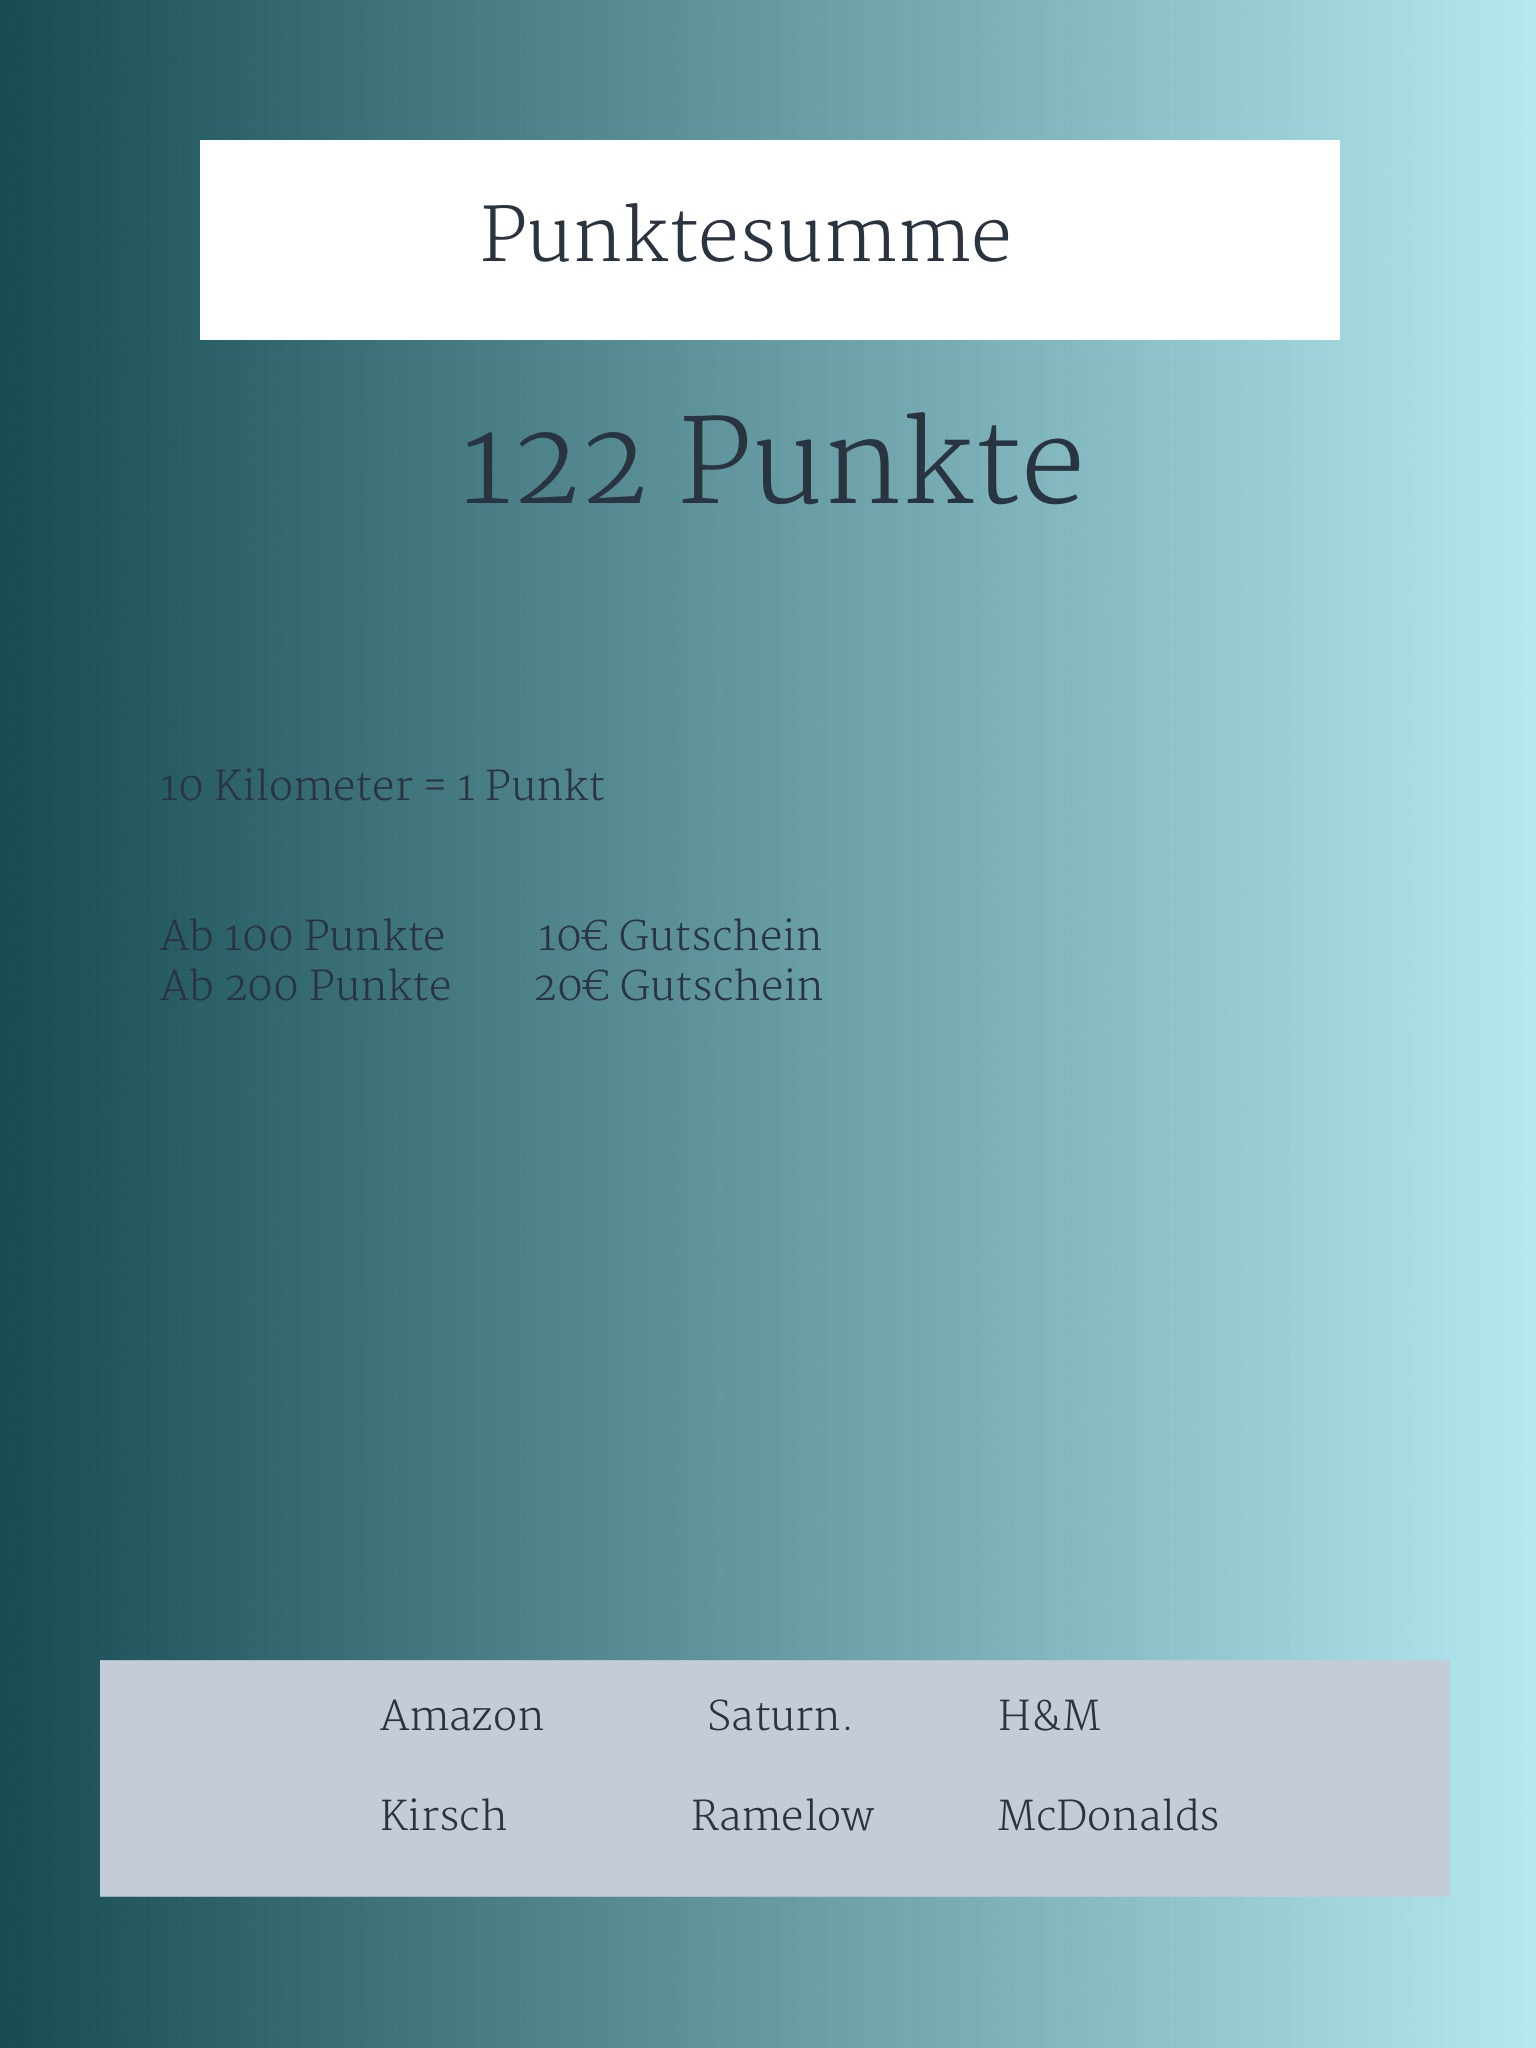 Punktesumme
122 Punkte
10 Kilometer = 1 Punkt
Ab 100 Punkte 10€ Gutschein
Ab 200 Punkte 20€ Gutschein
Amazon Saturn. H&M
Kirsch Ramelow McDonalds